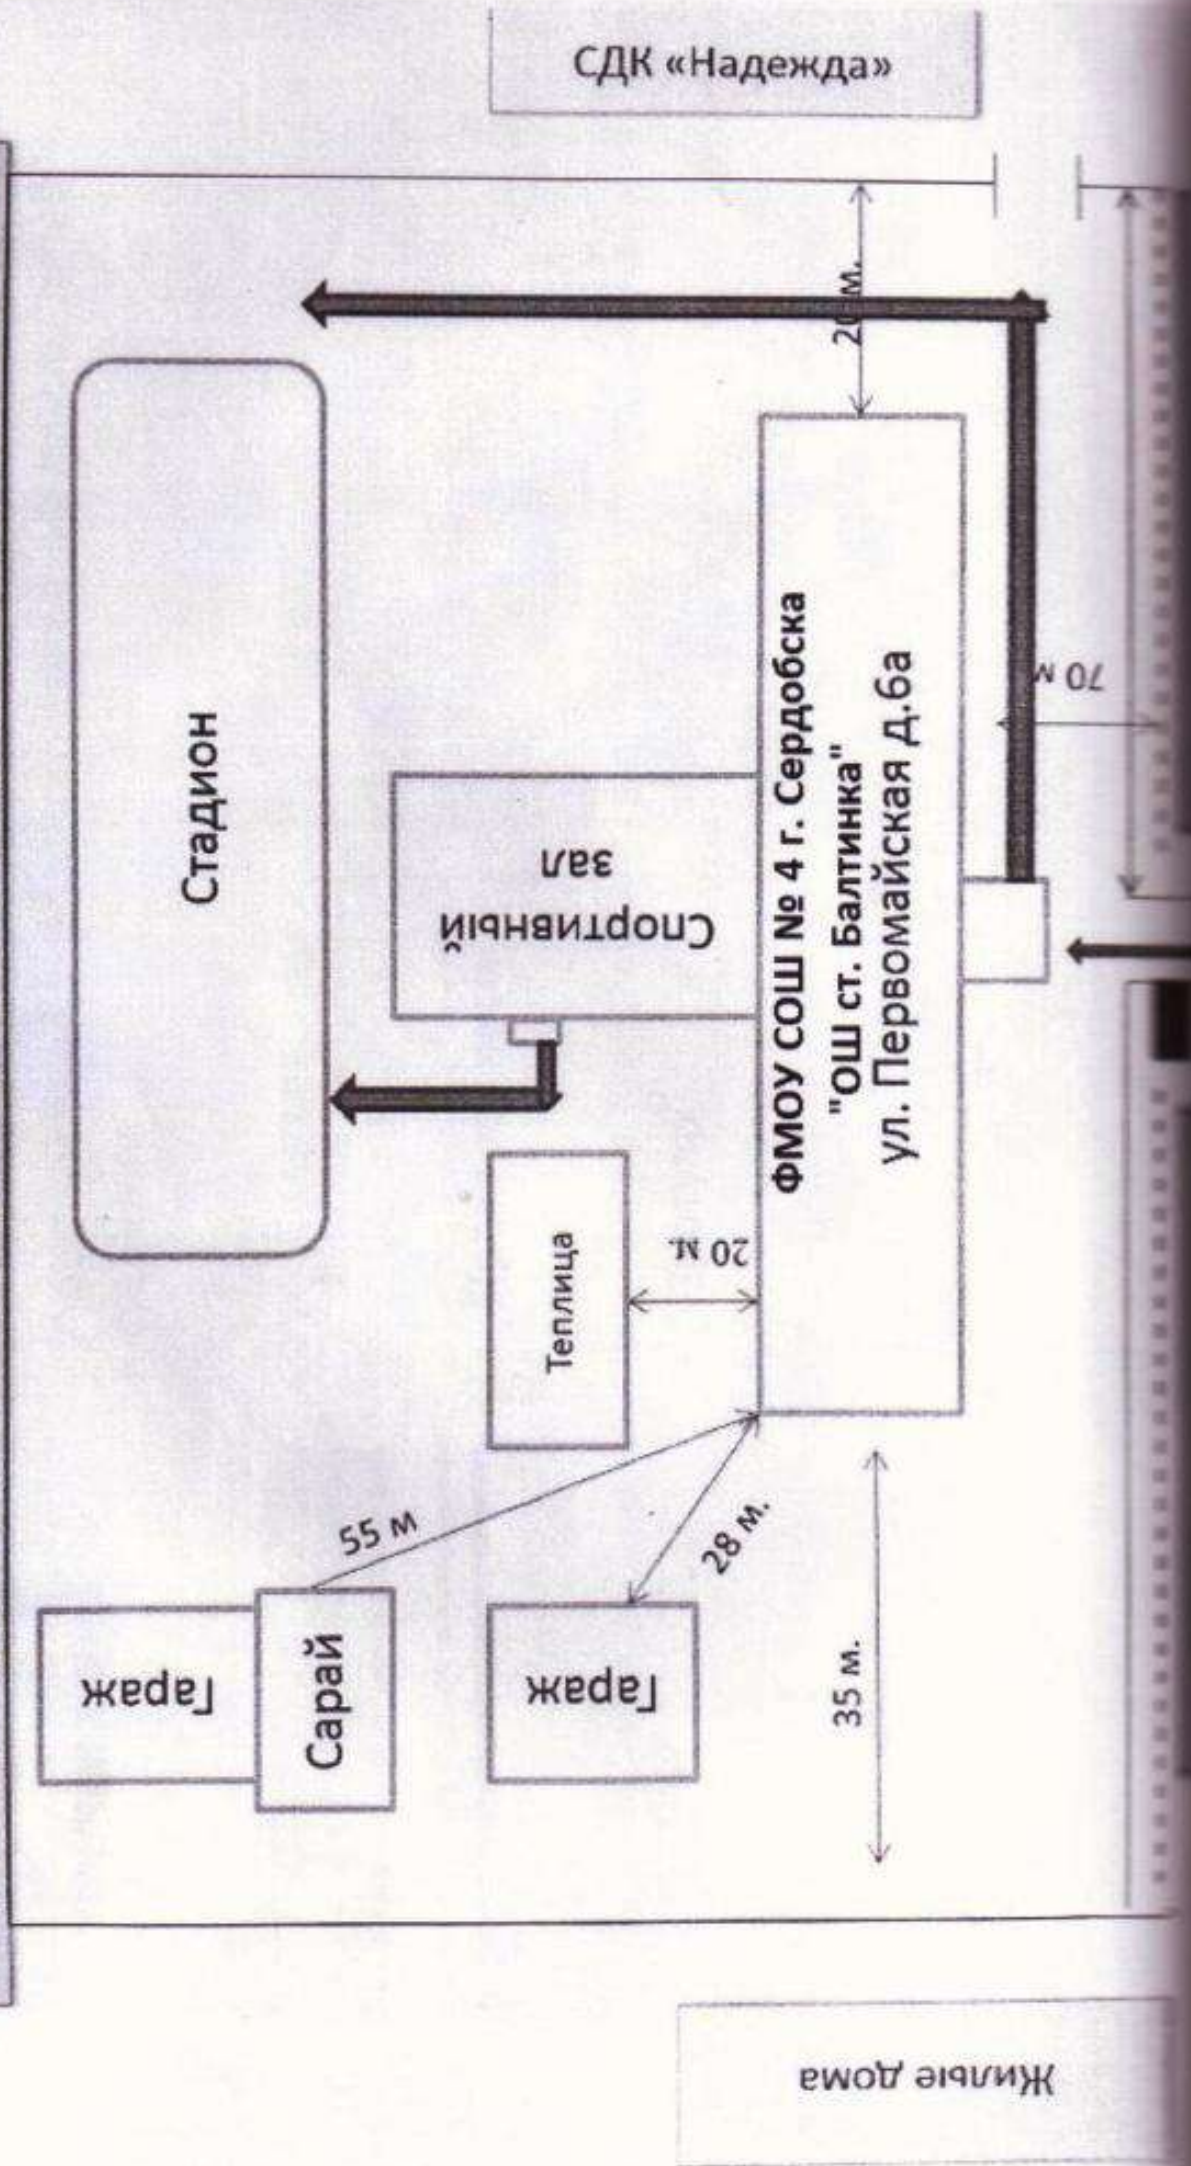 СДК «Надежда»
20 м.
Стадион
Спортивный
зал
ФМОУ СОШ № 4 г. Сердобска
"ОШ ст. Балтинка"
ул. Первомайская д.6а
70 м
Теплица
20 м.
55 м
28 м.
Гараж
Сарай
Гараж
35 м.
Жилые дома